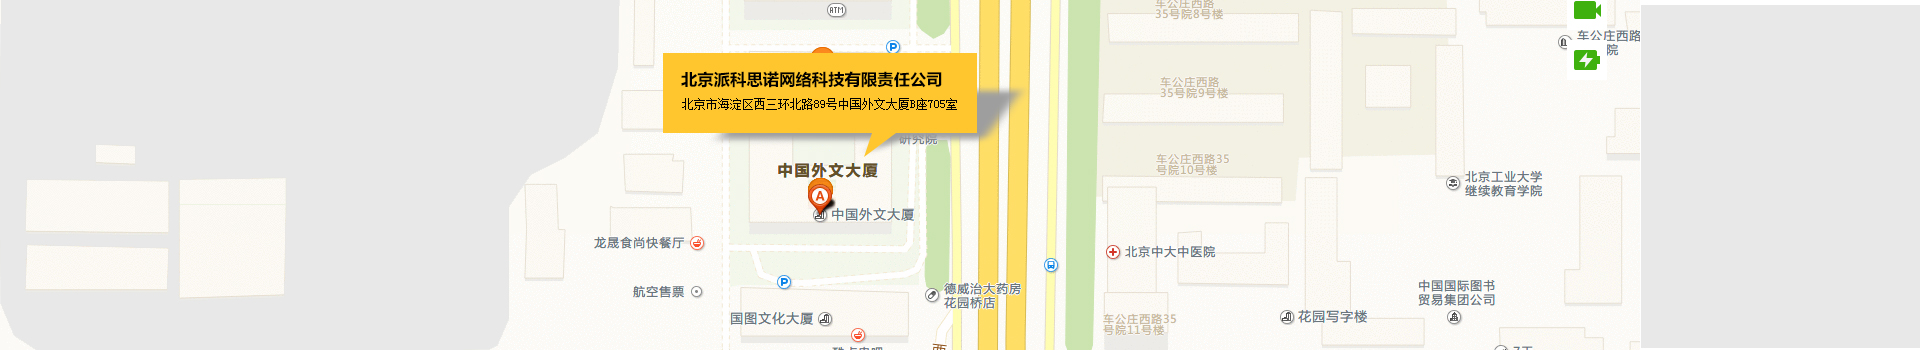 ATM
车公庄西路
35号院8号楼
P
车公庄西路
院
北京派科思诺网络科技有限责任公司
北京市海淀区西三环北路89号中国外文大厦B座705室
车公庄西路
35号院9号楼
研究院
车公庄西路35
号院10号楼
中国外文大厦
A
中国外文大厦
北京工业大学
继续教育学院
龙晟食尚快餐厅
北京中大中医院
P
航空售票
德威治大药房
花园桥店
中国国际图书
贸易集团公司
国图文化大厦
车公庄西路35
号院11号楼
花园写字楼